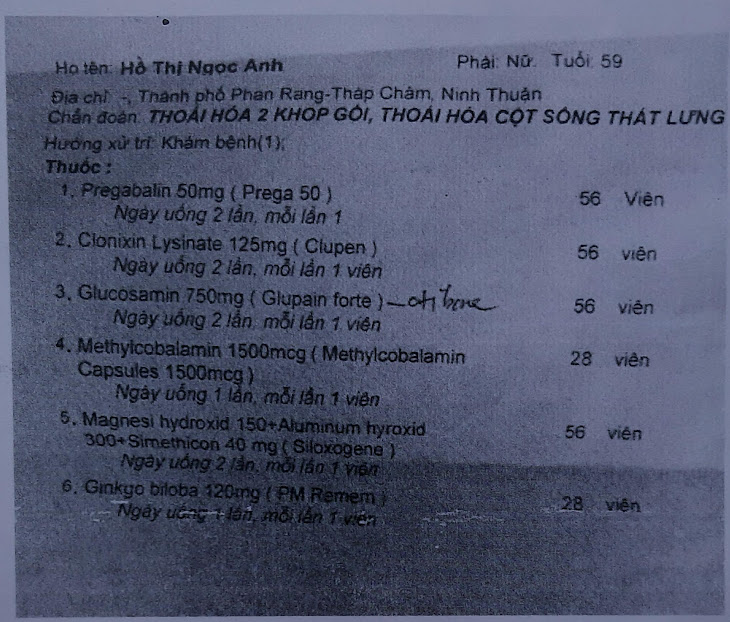 Họ tên: Hồ Thị Ngọc Anh Phái: Nữ. Tuổi: 59
Địa chỉ: -, Thành phố Phan Rang-Tháp Chàm, Ninh Thuận
Chẩn đoán: THOÁI HÓA 2 KHỚP GỐI, THOÁI HÓA CỘT SỐNG THẮT LƯNG
Hướng xử trí: Khám bệnh(1);
Thuốc :
1. Pregabalin 50mg ( Prega 50 ) 56 Viên
Ngày uống 2 lần, mỗi lần 1
2. Clonixin Lysinate 125mg ( Clupen ) 56 viên
Ngày uống 2 lần, mỗi lần 1 viên
3. Glucosamin 750mg ( Glupain forte ) 56 viên
Ngày uống 2 lần, mỗi lần 1 viên
4. Methylcobalamin 1500mcg ( Methylcobalamin 28 viên
Capsules 1500mcg )
Ngày uống 1 lần, mỗi lần 1 viên
5. Magnesi hydroxid 150+Aluminum hyroxid 56 viên
300+Simethicon 40 mg ( Siloxogene )
Ngày uống 2 lần, mỗi lần 1 viên
6. Ginkgo biloba 120mg ( PM Remem ) 28 viên
Ngày uống 1 lần, mỗi lần 1 viên